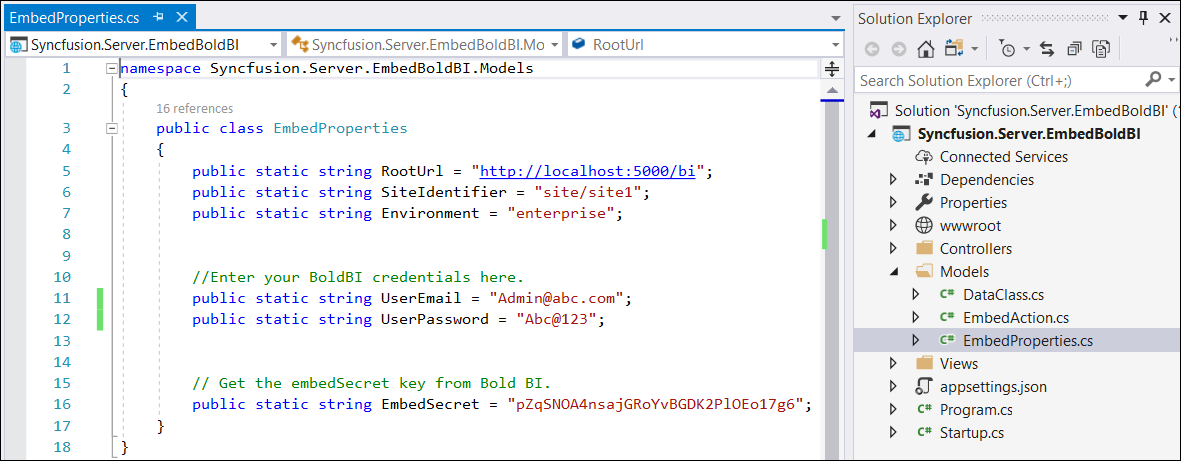 EmbedProperties.cs
Syncfusion.Server.EmbedBoldBI
Syncfusion.Server.EmbedBoldBI.Mo
RootUrl
1 namespace Syncfusion.Server.EmbedBoldBI.Models
2 {
16 references
3 public class EmbedProperties
4 {
5 public static string RootUrl = "http://localhost:5000/bi";
6 public static string SiteIdentifier = "site/site1";
7 public static string Environment = "enterprise";
8
9
10 //Enter your BoldBI credentials here.
11 public static string UserEmail = "Admin@abc.com";
12 public static string UserPassword = "Abc@123";
13
14
15 // Get the embedSecret key from Bold BI.
16 public static string EmbedSecret = "pZqSNOA4nsajGRoYvBGDK2PlOEo17g6";
17 }
18 }
Solution Explorer
Search Solution Explorer (Ctrl+;)
Solution 'Syncfusion.Server.EmbedBoldBI' (
Syncfusion.Server.EmbedBoldBI
Connected Services
Dependencies
Properties
wwwroot
Controllers
Models
C# DataClass.cs
C# EmbedAction.cs
C# EmbedProperties.cs
Views
appsettings.json
C# Program.cs
C# Startup.cs